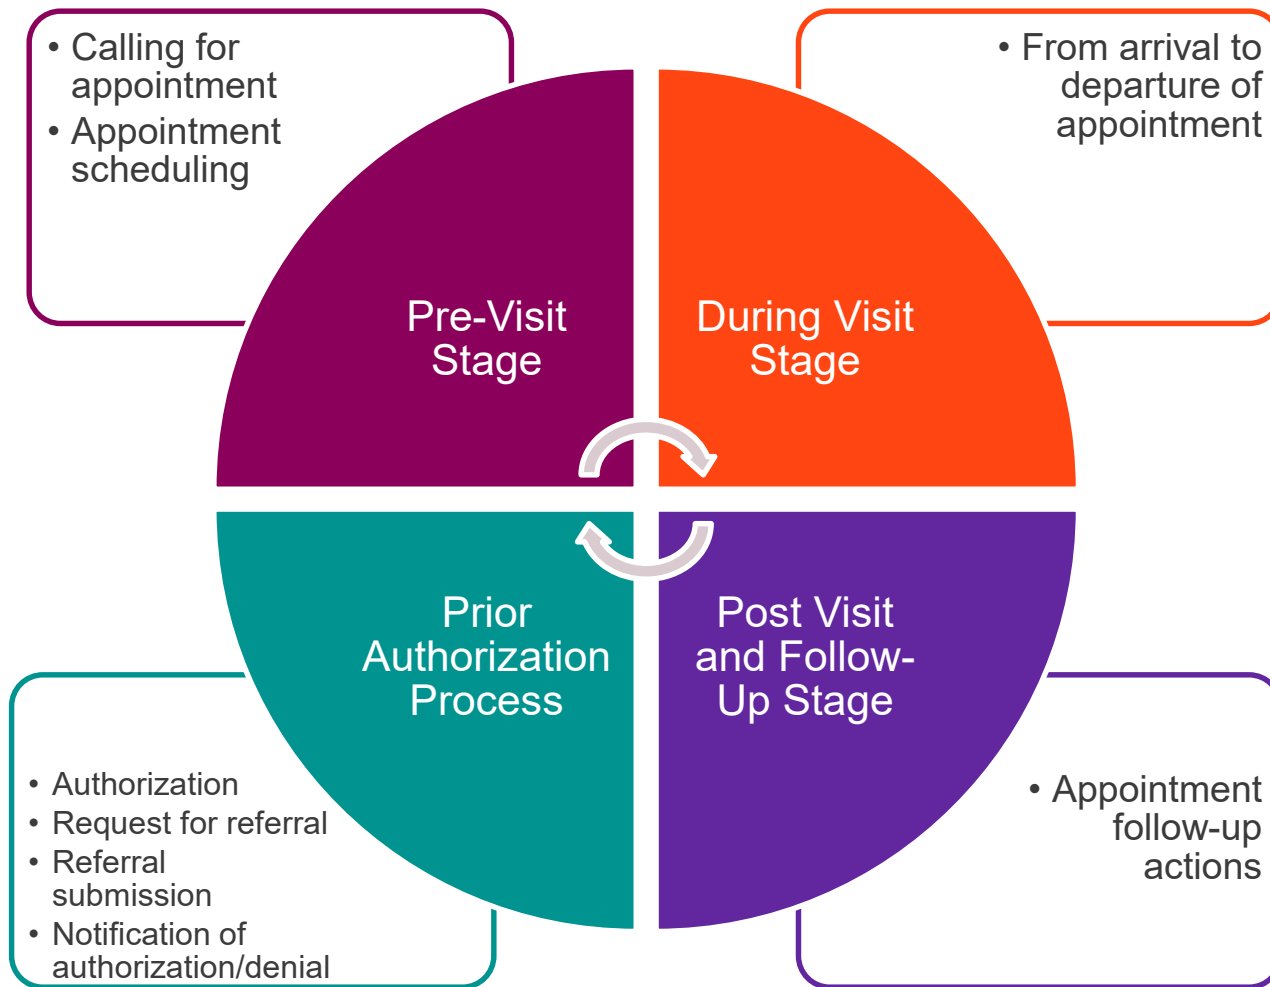 • Calling for
appointment
• Appointment
scheduling
• From arrival to
departure of
appointment
Pre-Visit
Stage
During Visit
Stage
Prior
Authorization
Process
Post Visit
and Follow-
Up Stage
• Authorization
• Request for referral
• Referral
submission
• Notification of
authorization/denial
• Appointment
follow-up
actions